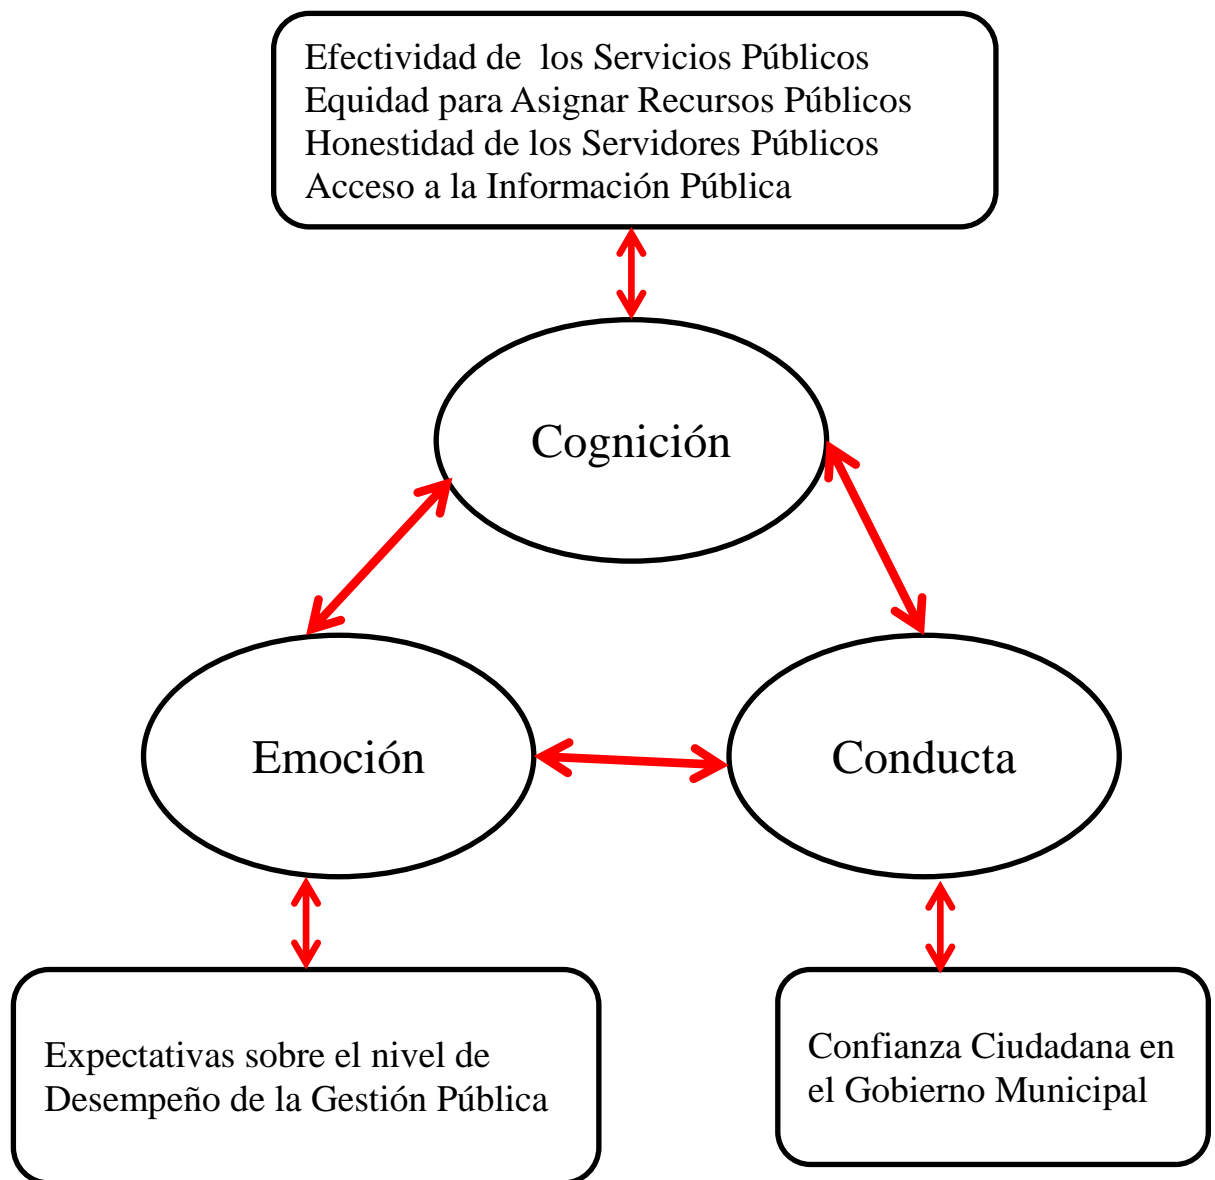 Efectividad de los Servicios Públicos
Equidad para Asignar Recursos Públicos
Honestidad de los Servidores Públicos
Acceso a la Información Pública
Cognición
Emoción
Conducta
Expectativas sobre el nivel de
Desempeño de la Gestión Pública
Confianza Ciudadana en
el Gobierno Municipal